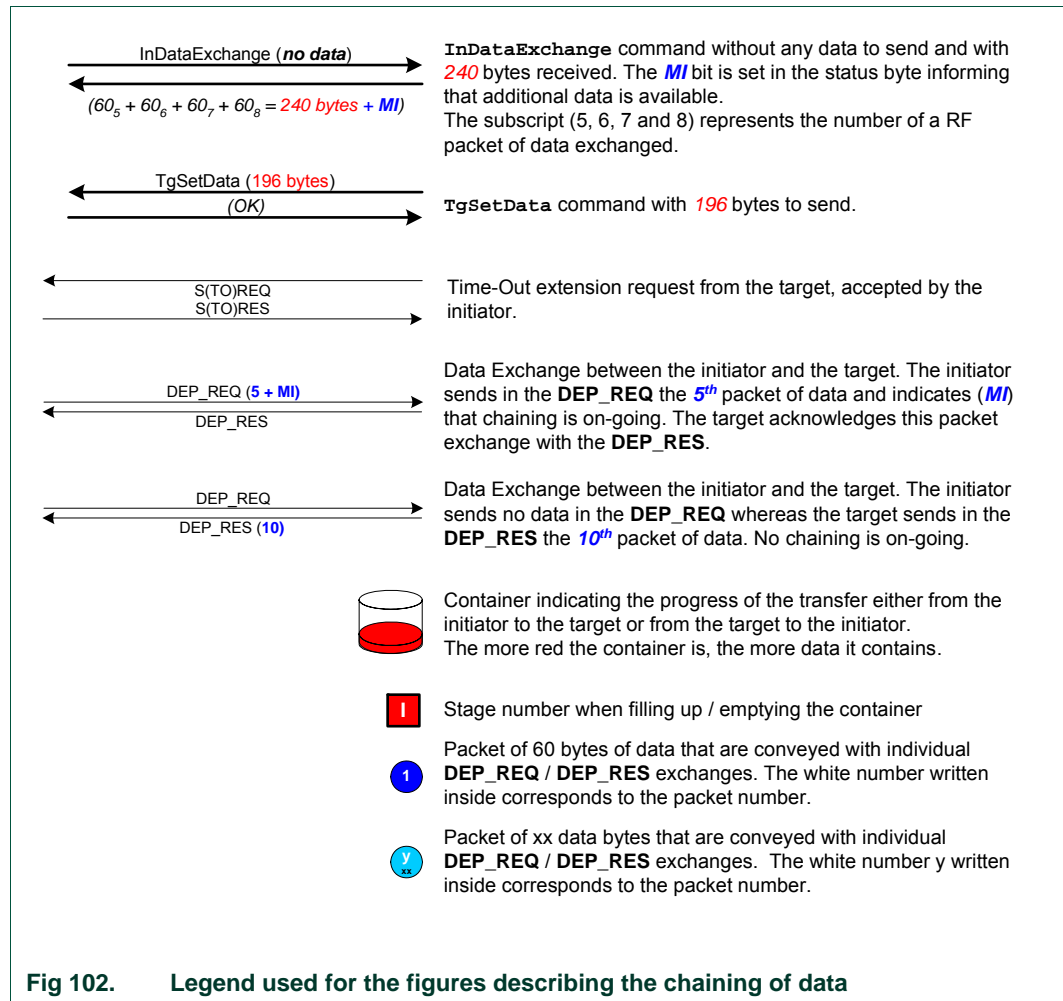 InDataExchange (no data)
(60₅ + 60₆ + 60₇ + 60₈ = 240 bytes + MI)
InDataExchange command without any data to send and with
240 bytes received. The MI bit is set in the status byte informing
that additional data is available.
The subscript (5, 6, 7 and 8) represents the number of a RF
packet of data exchanged.
TgSetData (196 bytes)
(OK)
TgSetData command with 196 bytes to send.
S(TO)REQ
S(TO)RES
Time-Out extension request from the target, accepted by the
initiator.
DEP_REQ (5 + MI)
DEP_RES
Data Exchange between the initiator and the target. The initiator
sends in the DEP_REQ the 5th packet of data and indicates (MI)
that chaining is on-going. The target acknowledges this packet
exchange with the DEP_RES.
DEP_REQ
DEP_RES (10)
Data Exchange between the initiator and the target. The initiator
sends no data in the DEP_REQ whereas the target sends in the
DEP_RES the 10th packet of data. No chaining is on-going.
Container indicating the progress of the transfer either from the
initiator to the target or from the target to the initiator.
The more red the container is, the more data it contains.
I
Stage number when filling up / emptying the container
1
Packet of 60 bytes of data that are conveyed with individual
DEP_REQ / DEP_RES exchanges. The white number written
inside corresponds to the packet number.
y
xx
Packet of xx data bytes that are conveyed with individual
DEP_REQ / DEP_RES exchanges. The white number y written
inside corresponds to the packet number.
Fig 102. Legend used for the figures describing the chaining of data